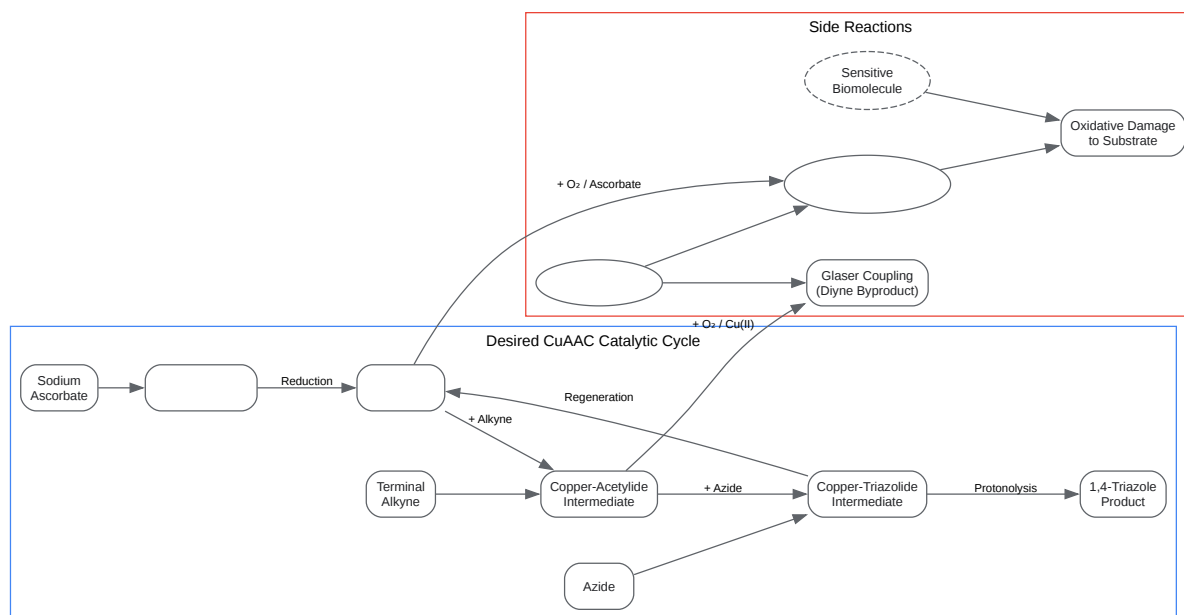 Side Reactions
Sensitive
Biomolecule
Oxidative Damage
to Substrate
+ O₂ / Ascorbate
Glaser Coupling
(Diyne Byproduct)
+ O₂ / Cu(II)
Desired CuAAC Catalytic Cycle
Sodium
Ascorbate
Reduction
Regeneration
+ Alkyne
Terminal
Alkyne
Copper-Acetylide
Intermediate
+ Azide
Copper-Triazolide
Intermediate
Protonolysis
1,4-Triazole
Product
Azide